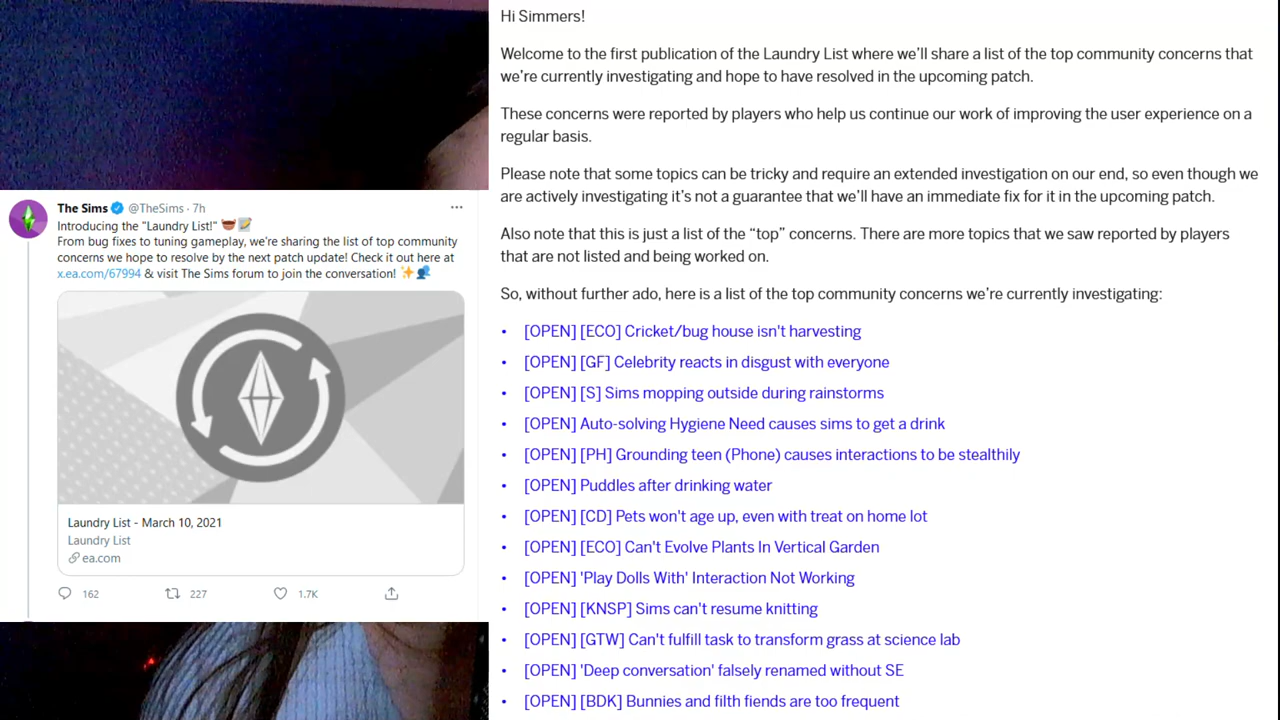 The Sims @TheSims · 7h
Introducing the "Laundry List!"
From bug fixes to tuning gameplay, we're sharing the list of top community
concerns we hope to resolve by the next patch update! Check it out here at
x.ea.com/67994 & visit The Sims forum to join the conversation!
Laundry List - March 10, 2021
Laundry List
ea.com
162 227 1.7K
Hi Simmers!
Welcome to the first publication of the Laundry List where we'll share a list of the top community concerns that
we're currently investigating and hope to have resolved in the upcoming patch.
These concerns were reported by players who help us continue our work of improving the user experience on a
regular basis.
Please note that some topics can be tricky and require an extended investigation on our end, so even though we
are actively investigating it's not a guarantee that we'll have an immediate fix for it in the upcoming patch.
Also note that this is just a list of the “top” concerns. There are more topics that we saw reported by players
that are not listed and being worked on.
So, without further ado, here is a list of the top community concerns we're currently investigating:
• [OPEN] [ECO] Cricket/bug house isn't harvesting
• [OPEN] [GF] Celebrity reacts in disgust with everyone
• [OPEN] [S] Sims mopping outside during rainstorms
• [OPEN] Auto-solving Hygiene Need causes sims to get a drink
• [OPEN] [PH] Grounding teen (Phone) causes interactions to be stealthily
• [OPEN] Puddles after drinking water
• [OPEN] [CD] Pets won't age up, even with treat on home lot
• [OPEN] [ECO] Can't Evolve Plants In Vertical Garden
• [OPEN] 'Play Dolls With' Interaction Not Working
• [OPEN] [KNSP] Sims can't resume knitting
• [OPEN] [GTW] Can't fulfill task to transform grass at science lab
• [OPEN] 'Deep conversation' falsely renamed without SE
• [OPEN] [BDK] Bunnies and filth fiends are too frequent